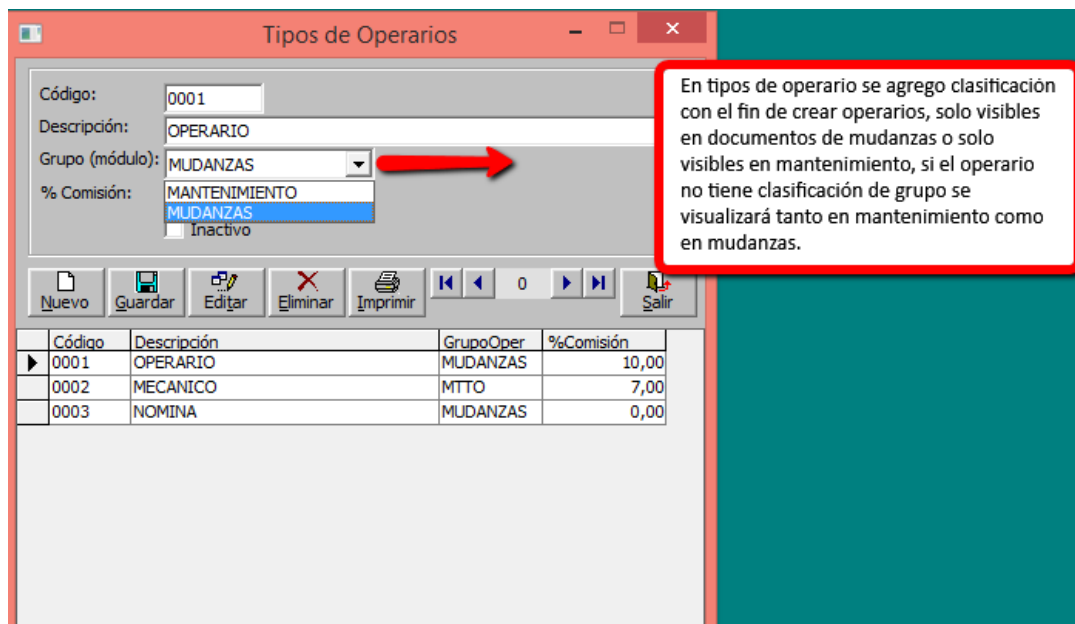 Tipos de Operarios
Código: 0001
Descripción: OPERARIO
Grupo (módulo): MUDANZAS
% Comisión: MANTENIMIENTO
MUDANZAS
Inactivo
En tipos de operario se agrego clasificación
con el fin de crear operarios, solo visibles
en documentos de mudanzas o solo
visibles en mantenimiento, si el operario
no tiene clasificación de grupo se
visualizará tanto en mantenimiento como
en mudanzas.
Nuevo Guardar Editar Eliminar Imprimir 0 Salir
Código Descripción GrupoOper %Comisión
0001 OPERARIO MUDANZAS 10,00
0002 MECANICO MTTO 7,00
0003 NOMINA MUDANZAS 0,00